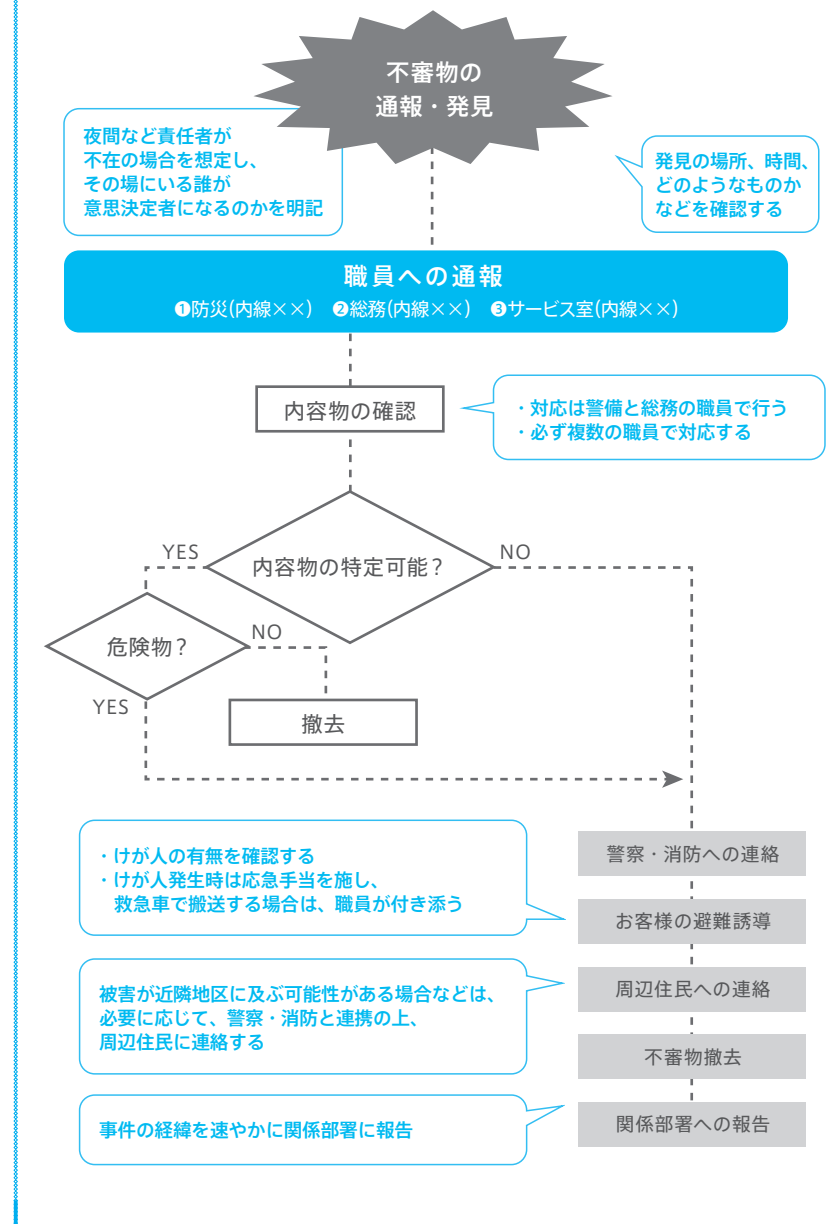 不審物の
通報・発見
夜間など責任者が
不在の場合を想定し、
その場にいる誰が
意思決定者になるのかを明記
発見の場所、時間、
どのようなものか
などを確認する
職員への通報
❶防災(内線××) ❷総務(内線××) ❸サービス室(内線××)
内容物の確認
・対応は警備と総務の職員で行う
・必ず複数の職員で対応する
内容物の特定可能？
YES
NO
危険物？
NO
YES
撤去
警察・消防への連絡
・けが人の有無を確認する
・けが人発生時は応急手当を施し、
救急車で搬送する場合は、職員が付き添う
お客様の避難誘導
被害が近隣地区に及ぶ可能性がある場合などは、
必要に応じて、警察・消防と連携の上、
周辺住民に連絡する
周辺住民への連絡
不審物撤去
事件の経緯を速やかに関係部署に報告
関係部署への報告